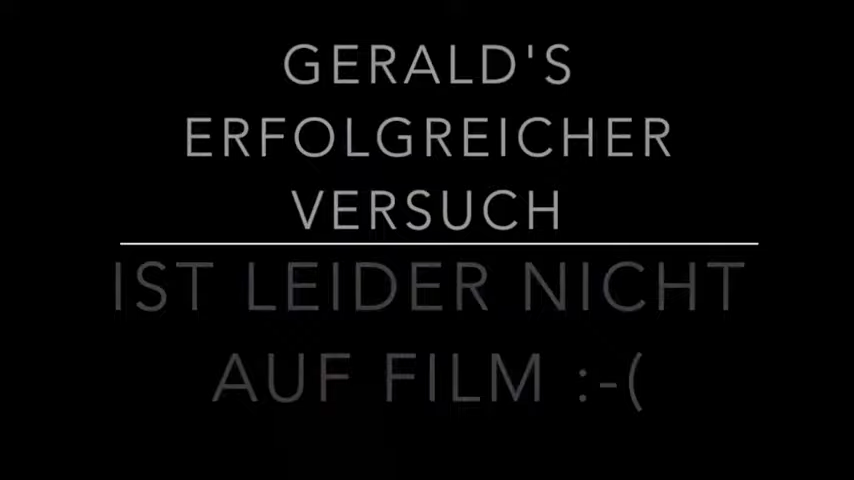 GERALD'S
ERFOLGREICHER
VERSUCH
IST LEIDER NICHT
AUF FILM :-(